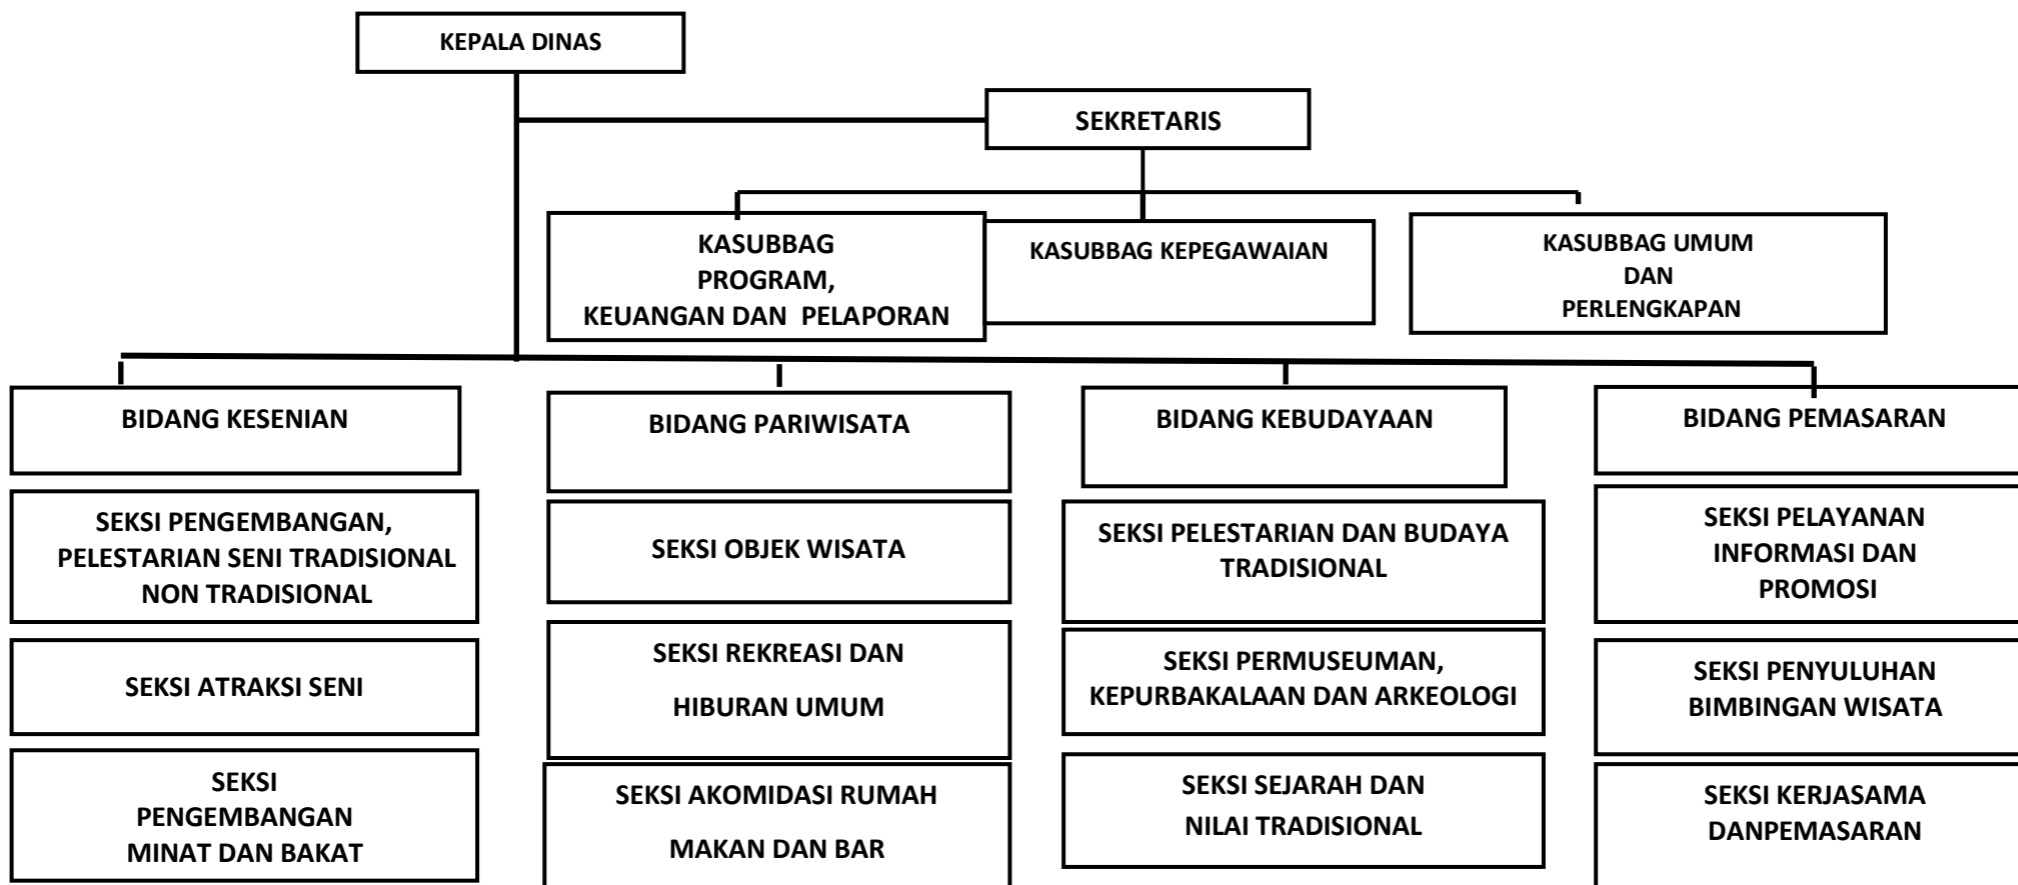 KEPALA DINAS
SEKRETARIS
KASUBBAG
PROGRAM,
KEUANGAN DAN PELAPORAN
KASUBBAG KEPEGAWAIAN
KASUBBAG UMUM
DAN
PERLENGKAPAN
BIDANG KESENIAN
BIDANG PARIWISATA
BIDANG KEBUDAYAAN
BIDANG PEMASARAN
SEKSI PENGEMBANGAN,
PELESTARIAN SENI TRADISIONAL
NON TRADISIONAL
SEKSI OBJEK WISATA
SEKSI PELESTARIAN DAN BUDAYA
TRADISIONAL
SEKSI PELAYANAN
INFORMASI DAN
PROMOSI
SEKSI ATRAKSI SENI
SEKSI REKREASI DAN
HIBURAN UMUM
SEKSI PERMUSEUMAN,
KEPURBAKALAAN DAN ARKEOLOGI
SEKSI PENYULUHAN
BIMBINGAN WISATA
SEKSI
PENGEMBANGAN
MINAT DAN BAKAT
SEKSI AKOMIDASI RUMAH
MAKAN DAN BAR
SEKSI SEJARAH DAN
NILAI TRADISIONAL
SEKSI KERJASAMA
DANPEMASARAN